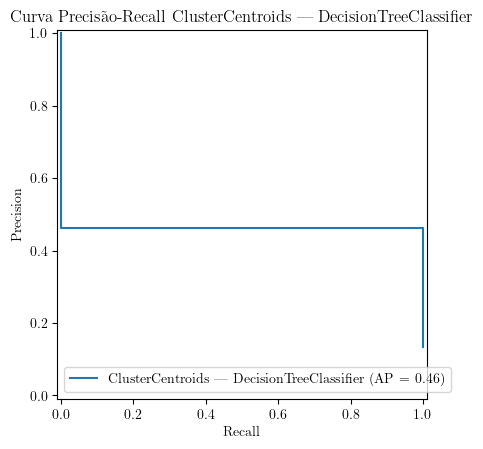 Curva Precisão-Recall ClusterCentroids — DecisionTreeClassifier
1.0
0.8
0.6
0.4
0.2
0.0
Precision
ClusterCentroids — DecisionTreeClassifier (AP = 0.46)
0.0 0.2 0.4 0.6 0.8 1.0
Recall